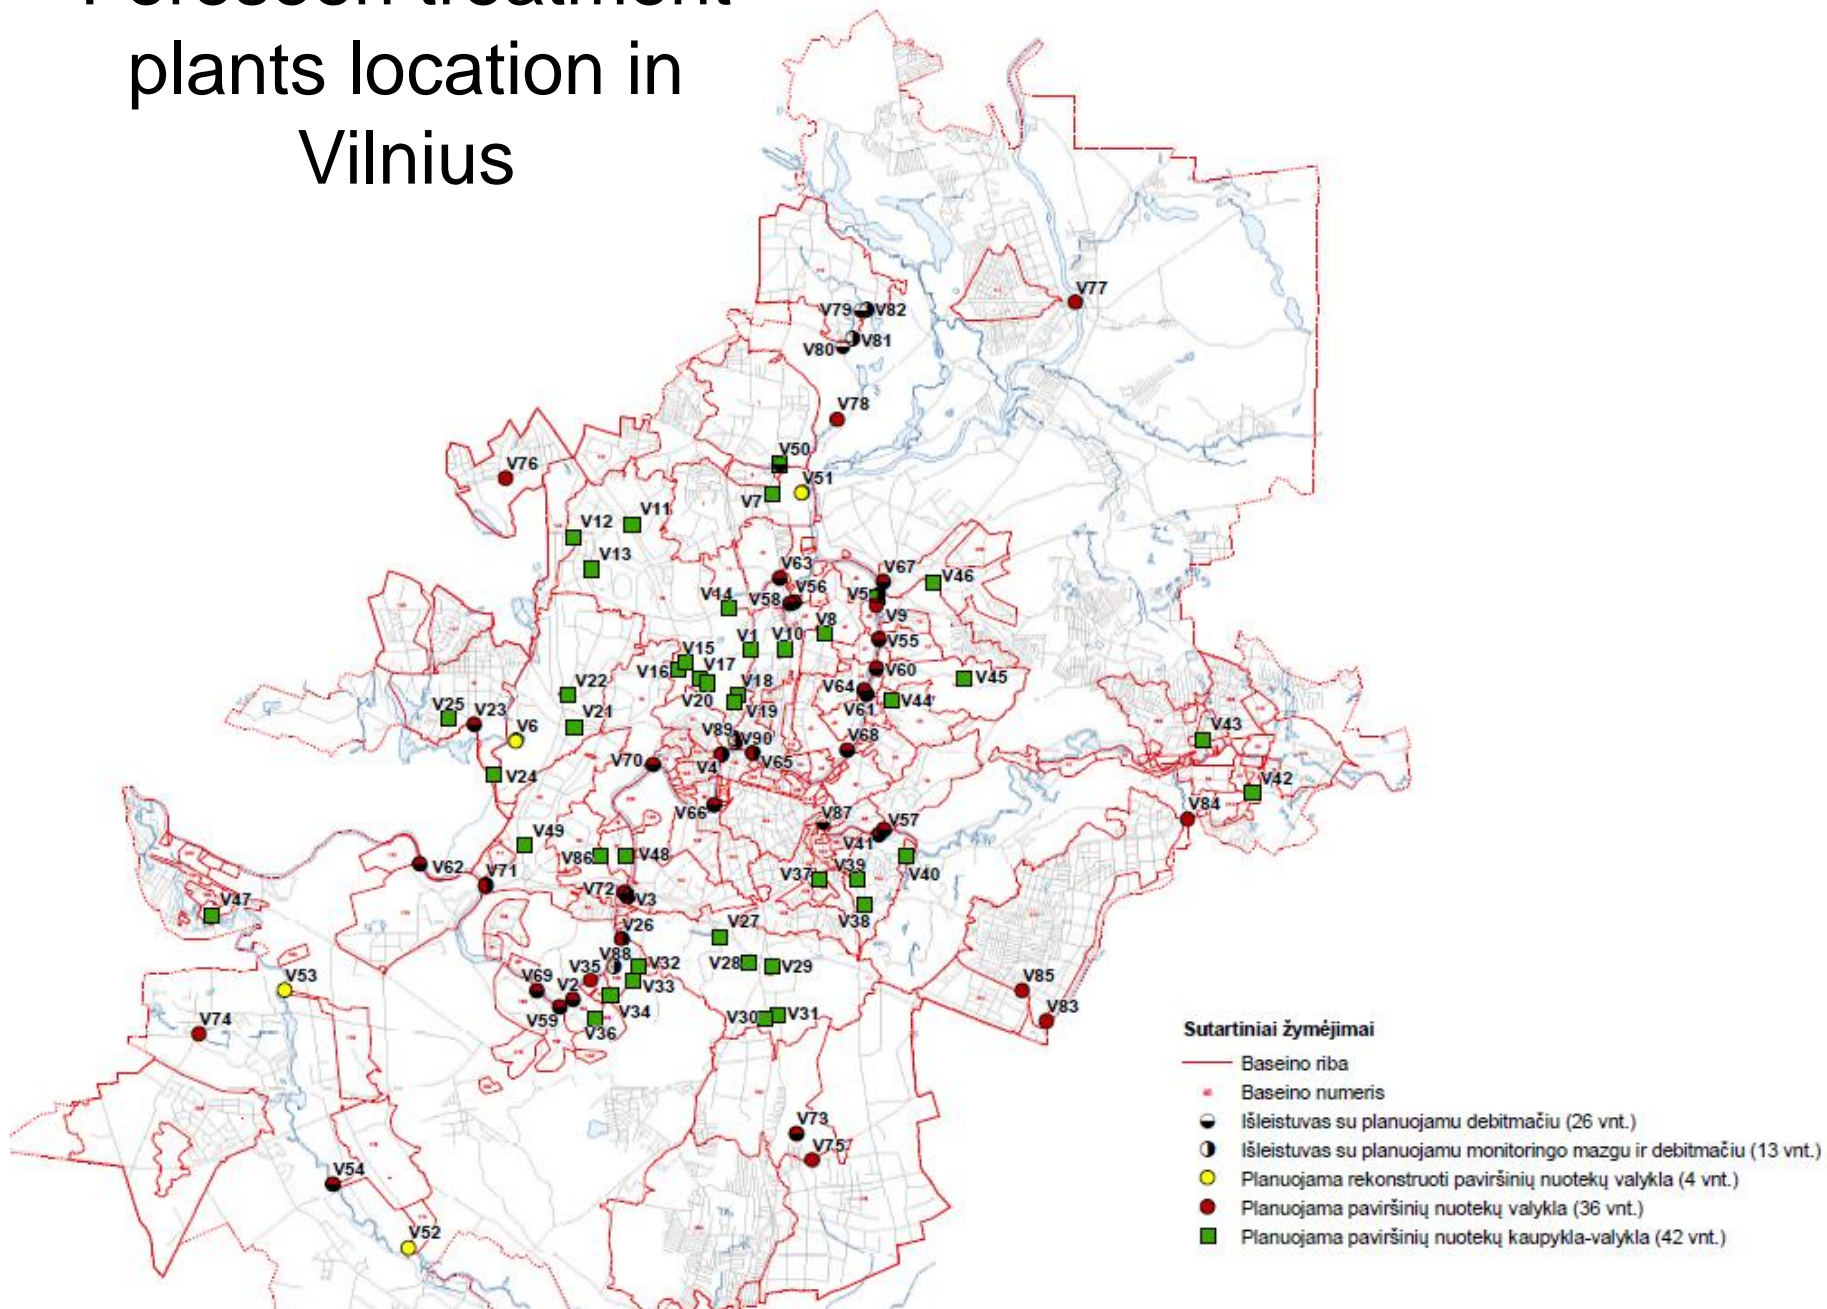 Foreseen treatment
plants location in
Vilnius
V77
V79 V82
V81
V80
V78
V50
V76
V51
V7
V11
V12
V13
V63
V67
V56
V46
V58
V14
V5
V9
V8
V1
V10
V55
V15
V16
V17
V60
V45
V22
V18
V64
V20
V19
V61
V44
V25
V23
V21
V6
V89
V90
V68
V43
V70
V4
V65
V24
V42
V66
V84
V87
V57
V49
V41
V86
V48
V62
V39
V40
V71
V37
V72
V3
V47
V38
V26
V27
V88
V28
V29
V32
V35
V53
V69
V2
V33
V85
V34
V83
V59
V36
V30
V31
V74
V73
V75
V54
V52
Sutartiniai žymėjimai
Baseino riba
Baseino numeris
Išleistuvas su planuojamu debitmačiu (26 vnt.)
Išleistuvas su planuojamu monitoringo mazgu ir debitmačiu (13 vnt.)
Planuojama rekonstruoti paviršinių nuotekų valykla (4 vnt.)
Planuojama paviršinių nuotekų valykla (36 vnt.)
Planuojama paviršinių nuotekų kaupykla-valykla (42 vnt.)